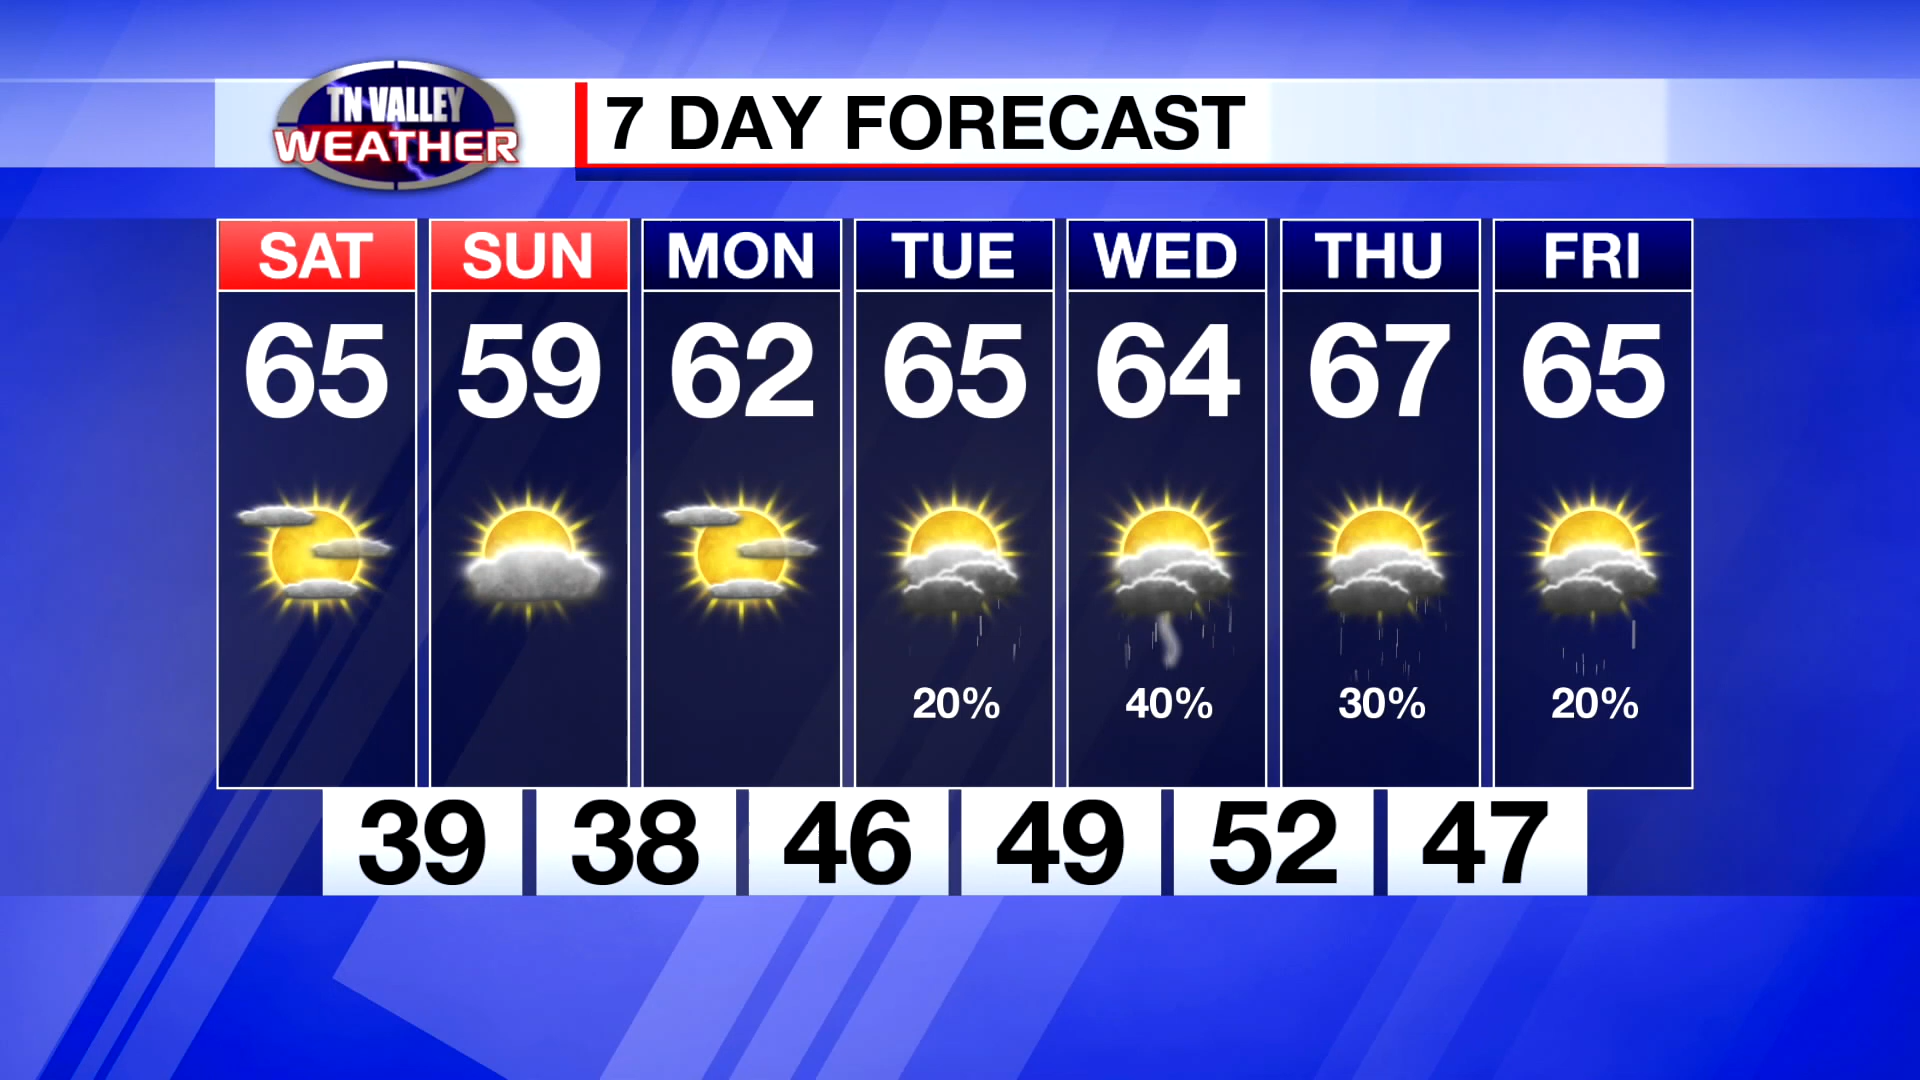 TN VALLEY
WEATHER
7 DAY FORECAST
SAT SUN MON TUE WED THU FRI
65 59 62 65 64 67 65
20% 40% 30% 20%
39 38 46 49 52 47